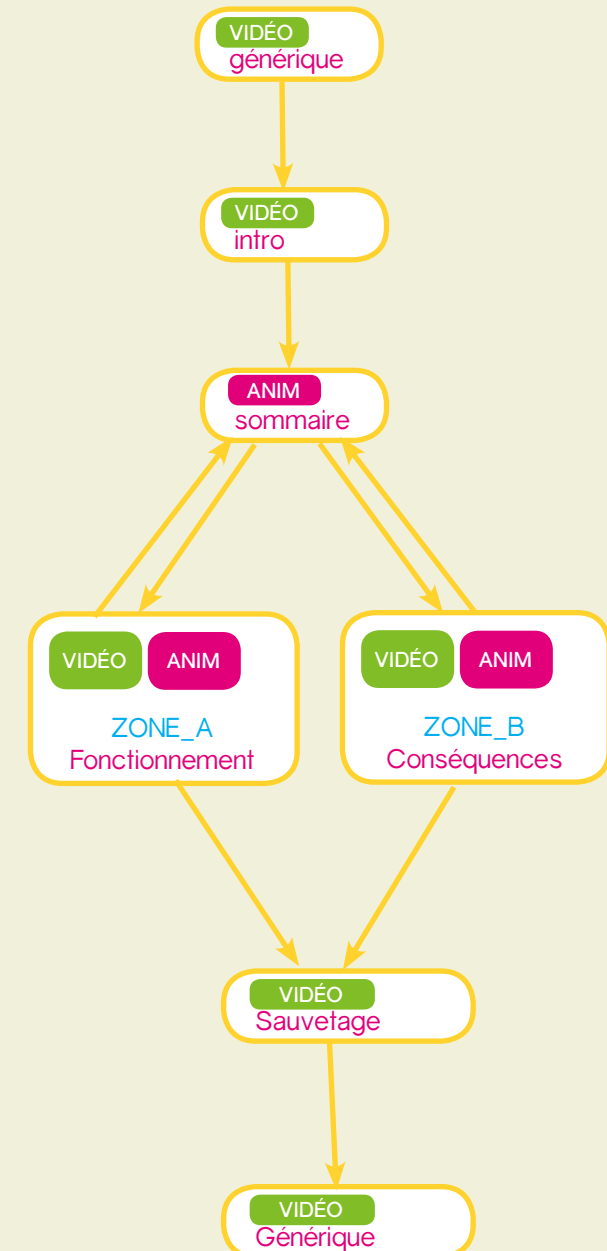 VIDÉO
générique
VIDÉO
intro
ANIM
sommaire
VIDÉO ANIM
ZONE_A
Fonctionnement
VIDÉO ANIM
ZONE_B
Conséquences
VIDÉO
Sauvetage
VIDÉO
Générique